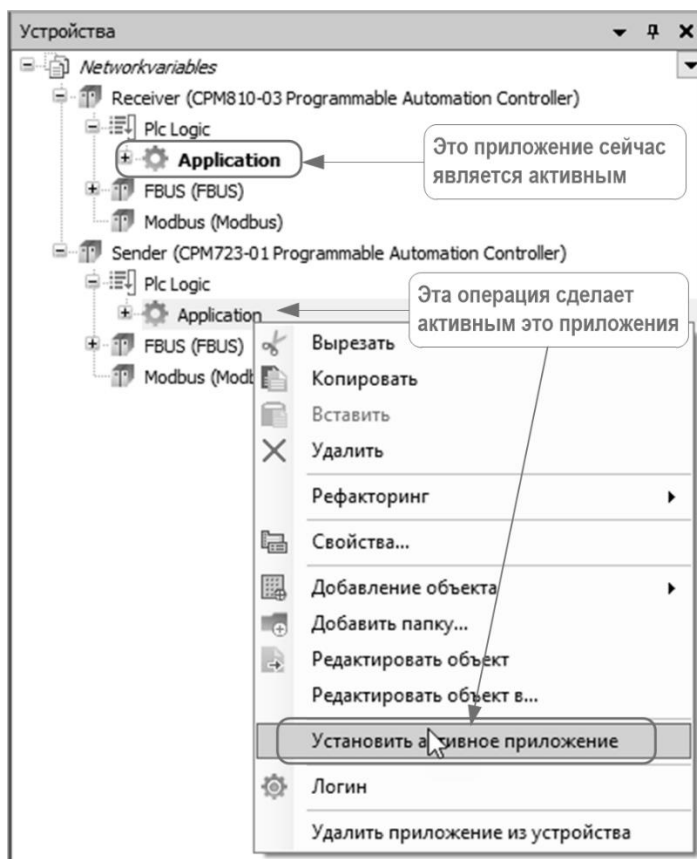 Устройства
Networkvariables
Receiver (CPM810-03 Programmable Automation Controller)
Plc Logic
Application
Это приложение сейчас
является активным
FBUS (FBUS)
Modbus (Modbus)
Sender (CPM723-01 Programmable Automation Controller)
Plc Logic
Application
Эта операция сделает
активным это приложения
FBUS (FBUS)
Modbus (Modb
Вырезать
Копировать
Вставить
Удалить
Рефакторинг
Свойства...
Добавление объекта
Добавить папку...
Редактировать объект
Редактировать объект в...
Установить активное приложение
Логин
Удалить приложение из устройства